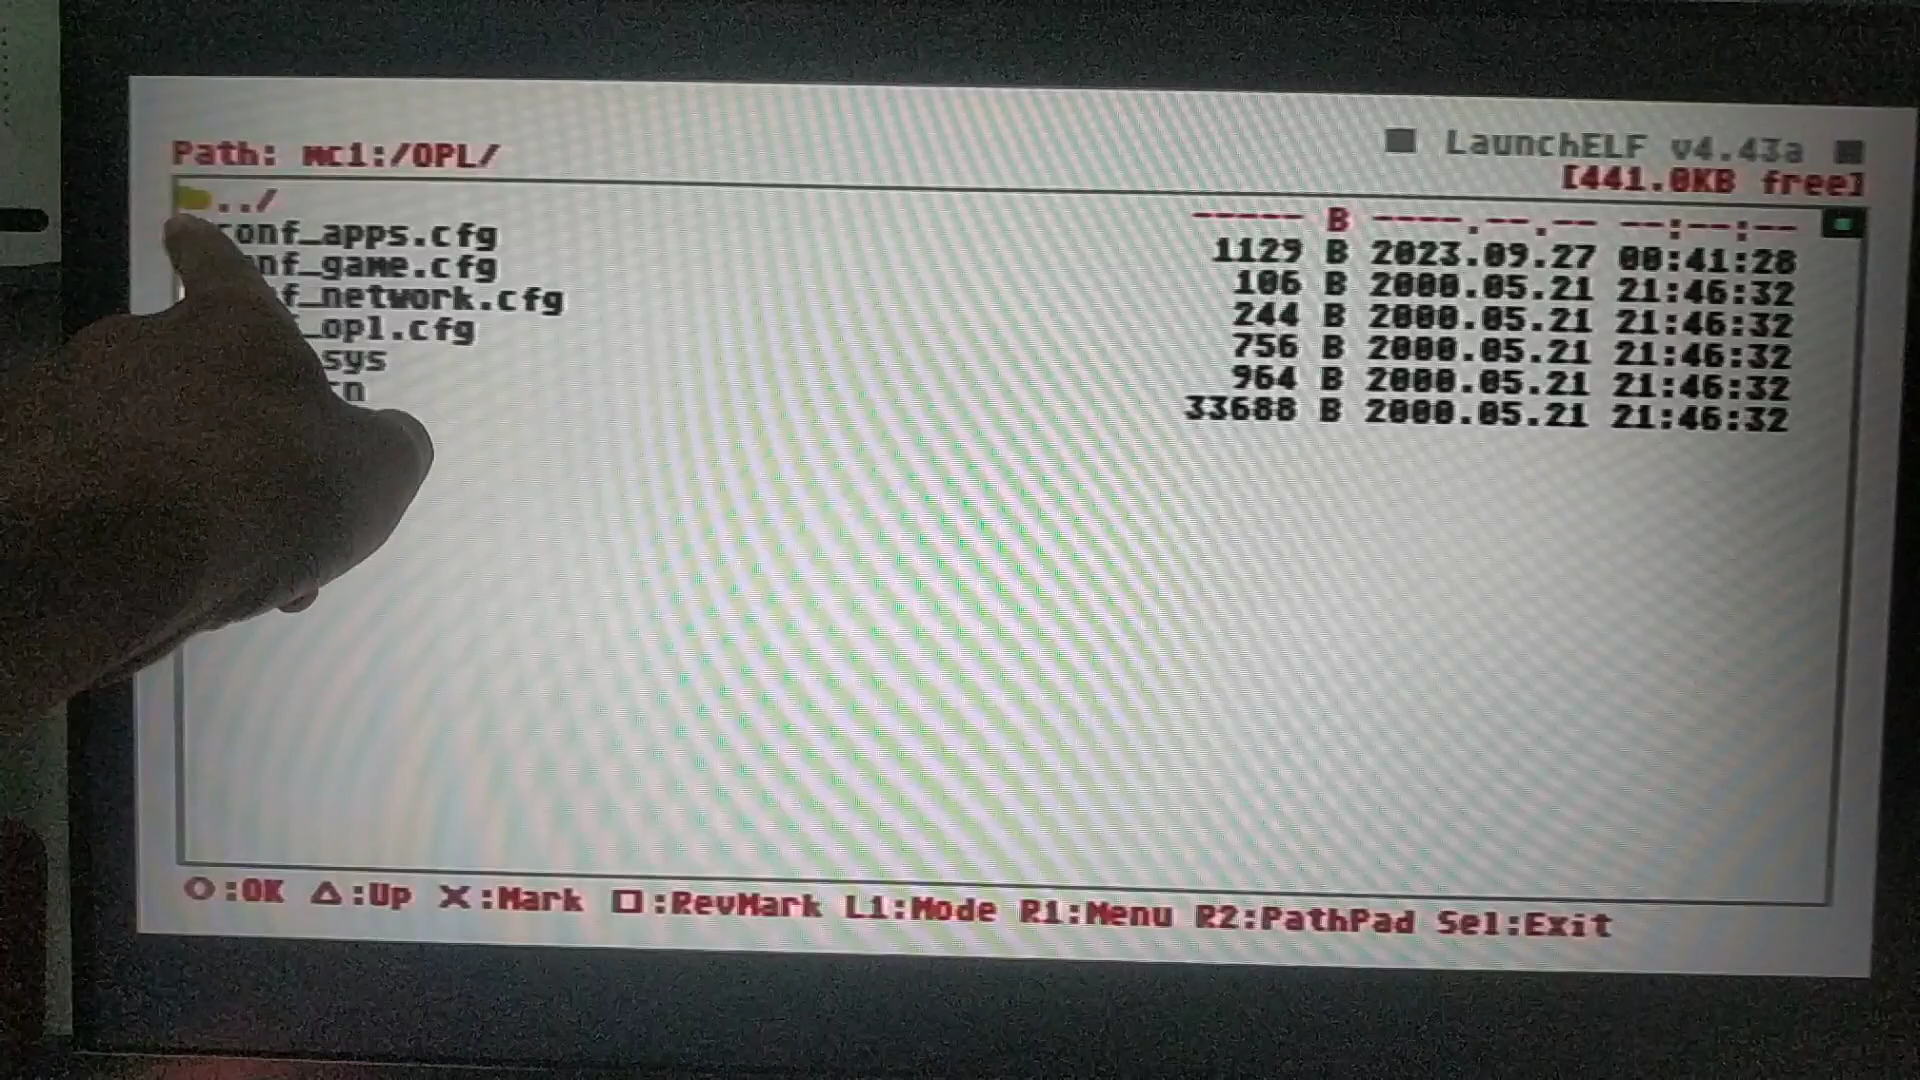 LaunchELF v4.43a
Path: mc1:/OPL/ [441.0KB free]
../ ----- B ----.--.-- --:--:--
conf_apps.cfg 1129 B 2023.09.27 00:41:28
nf_game.cfg 106 B 2000.05.21 21:46:32
f_network.cfg 244 B 2000.05.21 21:46:32
_opl.cfg 756 B 2000.05.21 21:46:32
sys 964 B 2000.05.21 21:46:32
33688 B 2000.05.21 21:46:32
O:OK △:Up X:Mark □:RevMark L1:Mode R1:Menu R2:PathPad Sel:Exit